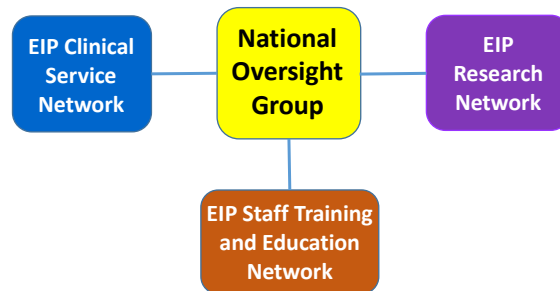 EIP Clinical
Service
Network
National
Oversight
Group
EIP
Research
Network
EIP Staff Training
and Education
Network